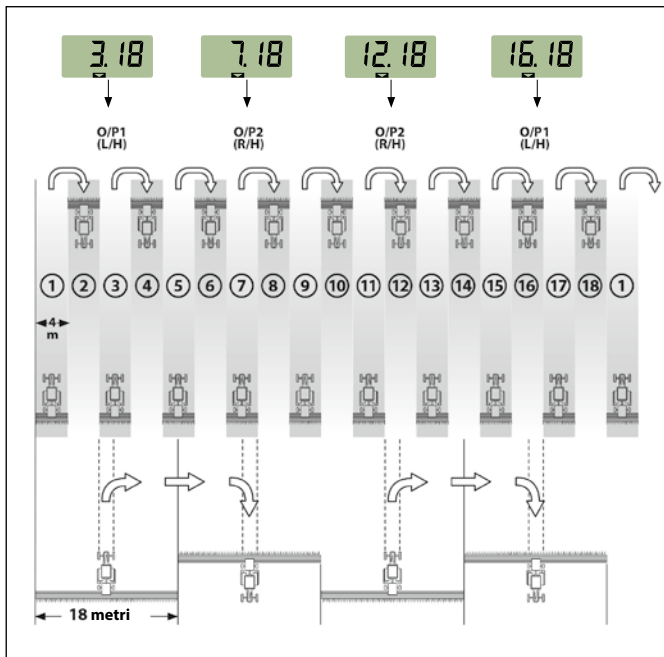 3.18 7.18 12.18 16.18
O/P1 O/P2 O/P2 O/P1
(L/H) (R/H) (R/H) (L/H)
1 2 3 4 5 6 7 8 9 10 11 12 13 14 15 16 17 18 1
4
m
18 metri